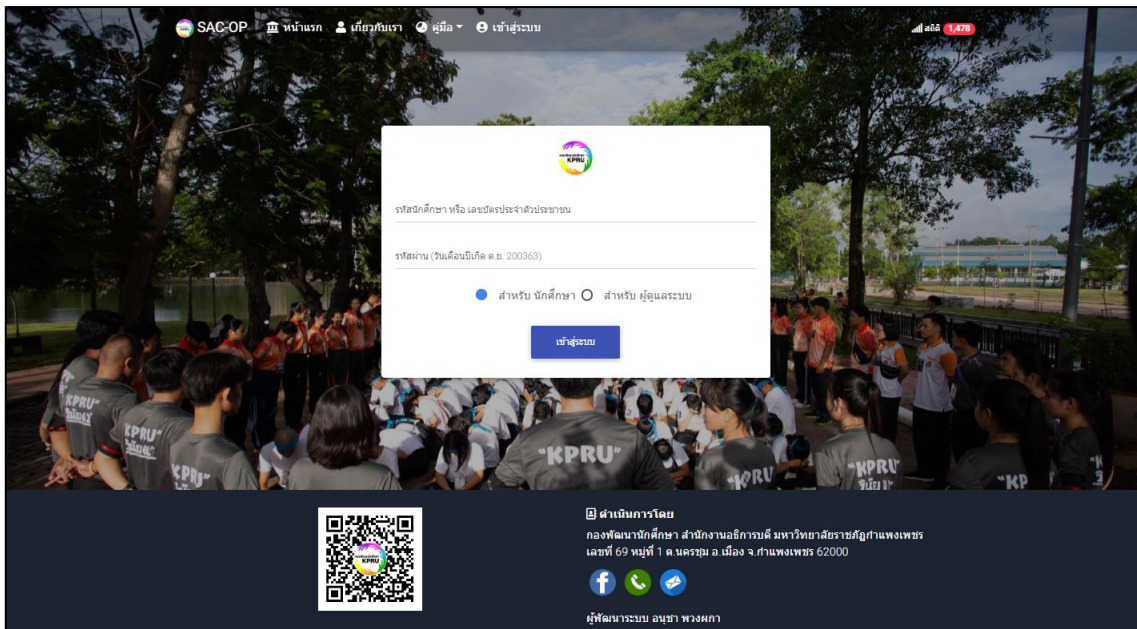 SAC-OP หน้าแรก เกี่ยวกับเรา คู่มือ เข้าสู่ระบบ สถิติ 1,478
KPRU
รหัสนักศึกษา หรือ เลขบัตรประจำตัวประชาชน
รหัสผ่าน (วันเดือนปีเกิด ต.ย. 200363)
สำหรับ นักศึกษา สำหรับ ผู้ดูแลระบบ
เข้าสู่ระบบ
KPRU"
KPRU"
"KPRU"
"KPRU
"KPRU"
"KP
ดำเนินการโดย
กองพัฒนานักศึกษา สำนักงานอธิการบดี มหาวิทยาลัยราชภัฏกำแพงเพชร
เลขที่ 69 หมู่ที่ 1 ต.นครชุม อ.เมือง จ.กำแพงเพชร 62000
KPRU
ผู้พัฒนาระบบ อนุชา พวงผกา